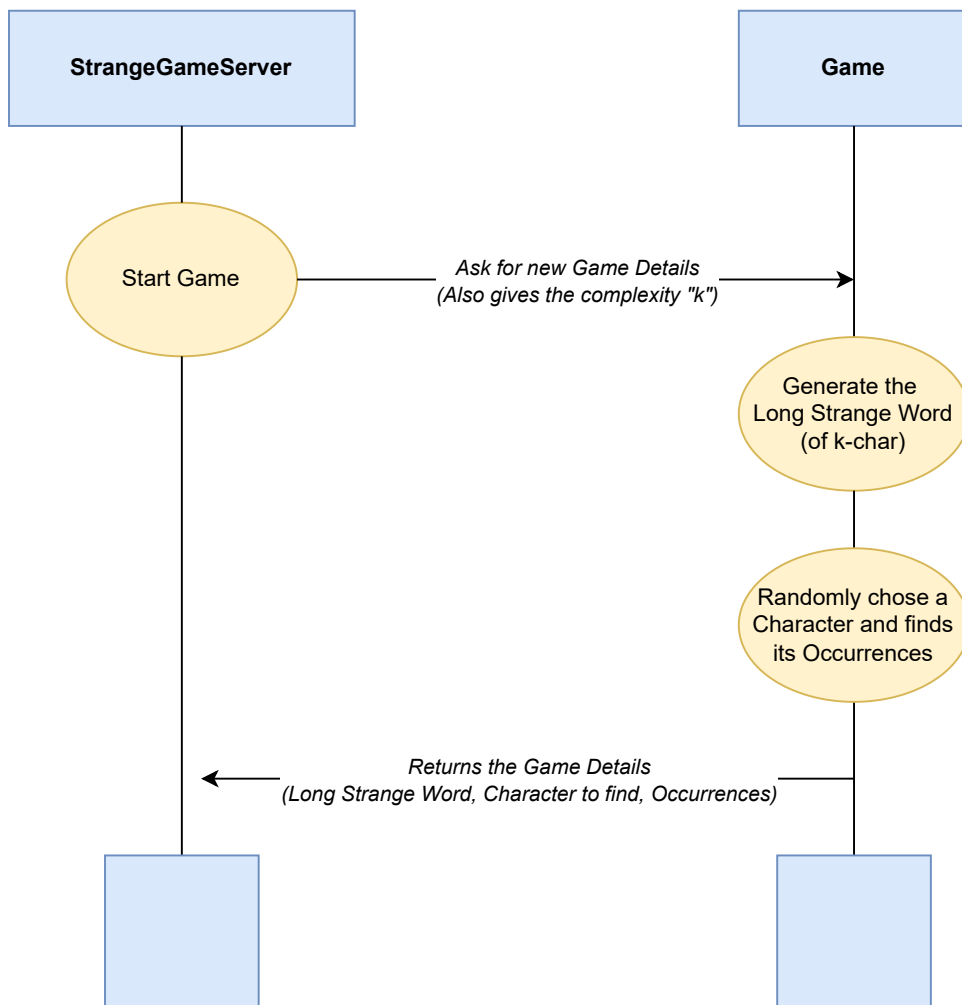 StrangeGameServer
Game
Start Game
Ask for new Game Details
(Also gives the complexity "k")
Generate the
Long Strange Word
(of k-char)
Randomly chose a
Character and finds
its Occurrences
Returns the Game Details
(Long Strange Word, Character to find, Occurrences)